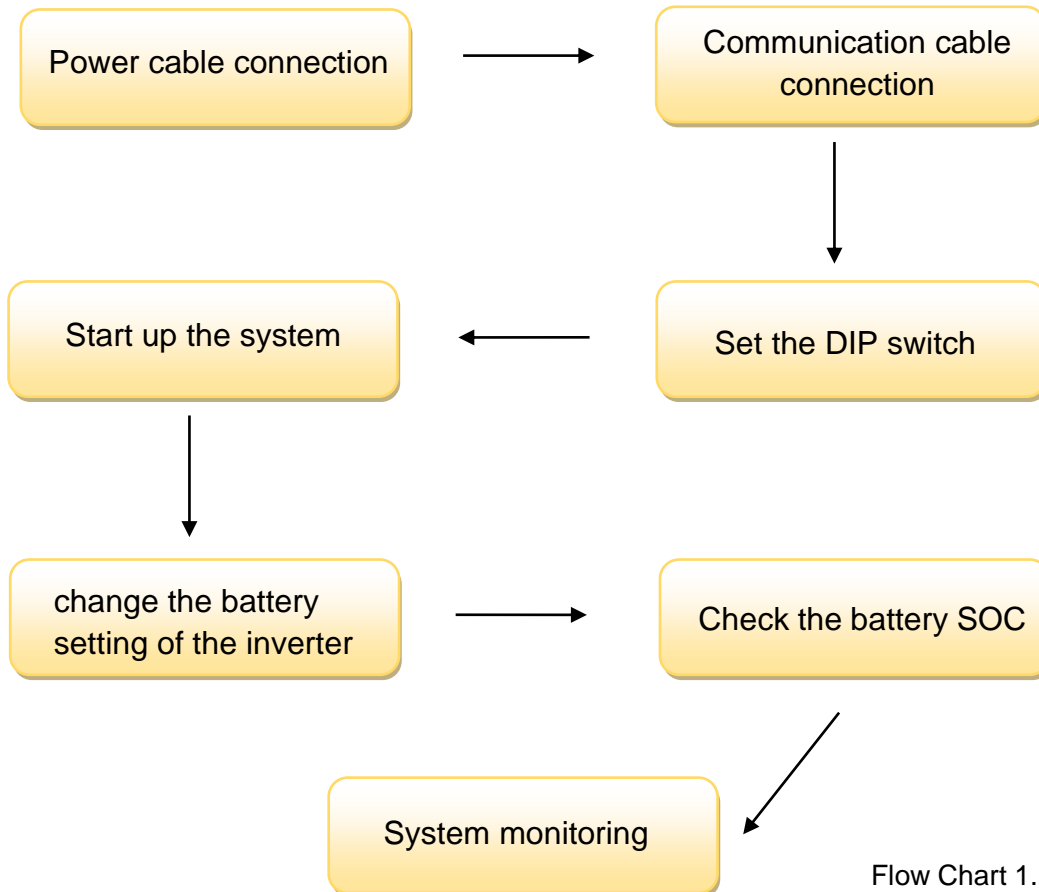 Power cable connection
Communication cable
connection
Set the DIP switch
Start up the system
change the battery
setting of the inverter
Check the battery SOC
System monitoring
Flow Chart 1.